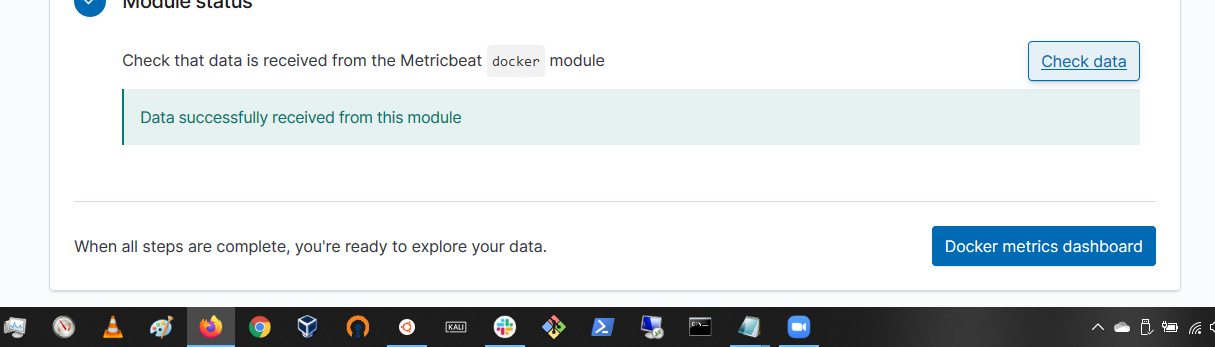 Module status
Check that data is received from the Metricbeat docker module
Check data
Data successfully received from this module
When all steps are complete, you're ready to explore your data.
Docker metrics dashboard
KALI